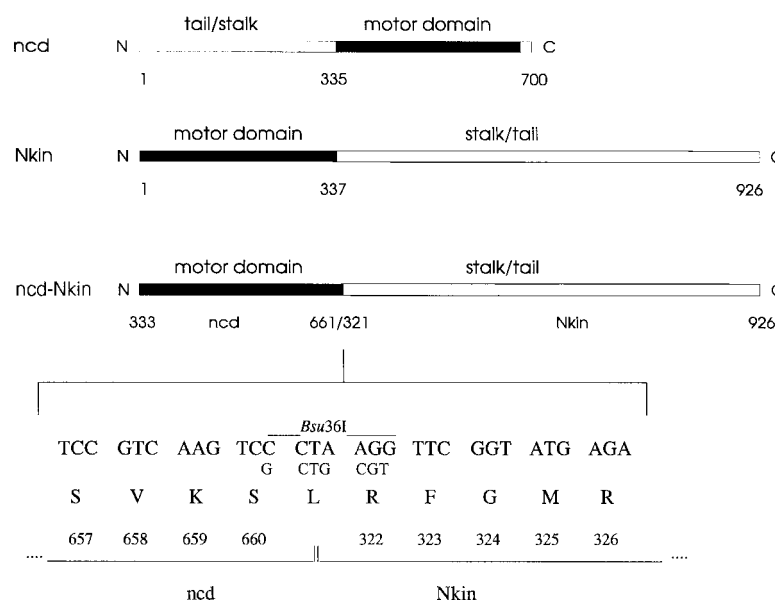 tail/stalk motor domain
ncd N C
1 335 700
motor domain stalk/tail
Nkin N
1 337 926
motor domain stalk/tail
ncd-Nkin N
333 ncd 661/321 Nkin 926
Bsu36I
TCC GTC AAG TCC CTA AGG TTC GGT ATG AGA
G CTG CGT
S V K S L R F G M R
657 658 659 660 322 323 324 325 326
.... ....
ncd Nkin